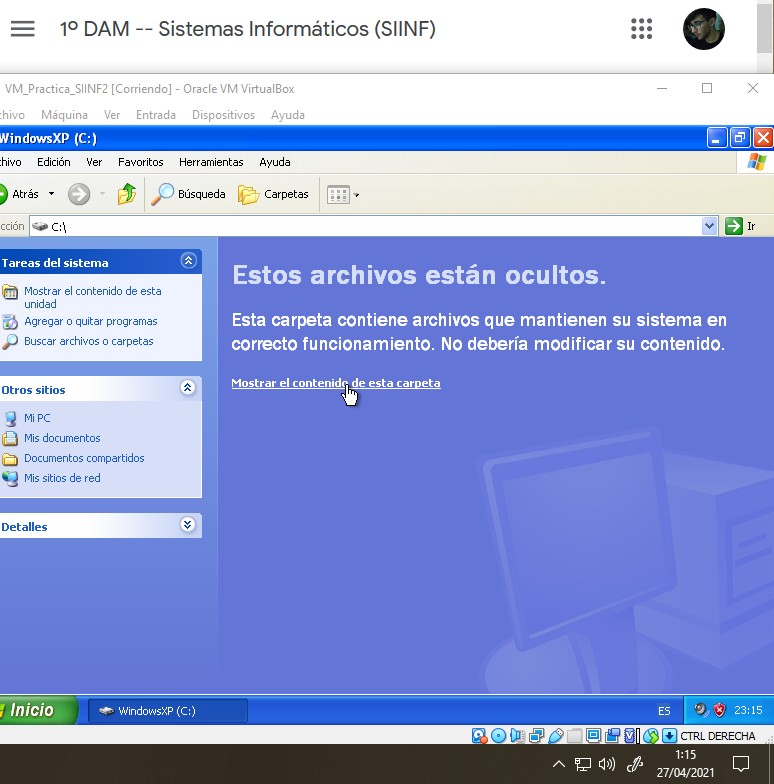 1º DAM -- Sistemas Informáticos (SIINF)
VM_Practica_SIINF2 [Corriendo] - Oracle VM VirtualBox
chivo Máquina Ver Entrada Dispositivos Ayuda
WindowsXP (C:)
chivo Edición Ver Favoritos Herramientas Ayuda
Atrás Búsqueda Carpetas
cción C:\ Ir
Tareas del sistema
Mostrar el contenido de esta
unidad
Agregar o quitar programas
Buscar archivos o carpetas
Otros sitios
Mi PC
Mis documentos
Documentos compartidos
Mis sitios de red
Detalles
Estos archivos están ocultos.
Esta carpeta contiene archivos que mantienen su sistema en
correcto funcionamiento. No debería modificar su contenido.
Mostrar el contenido de esta carpeta
Inicio WindowsXP (C:) ES 23:15
CTRL DERECHA
1:15
27/04/2021